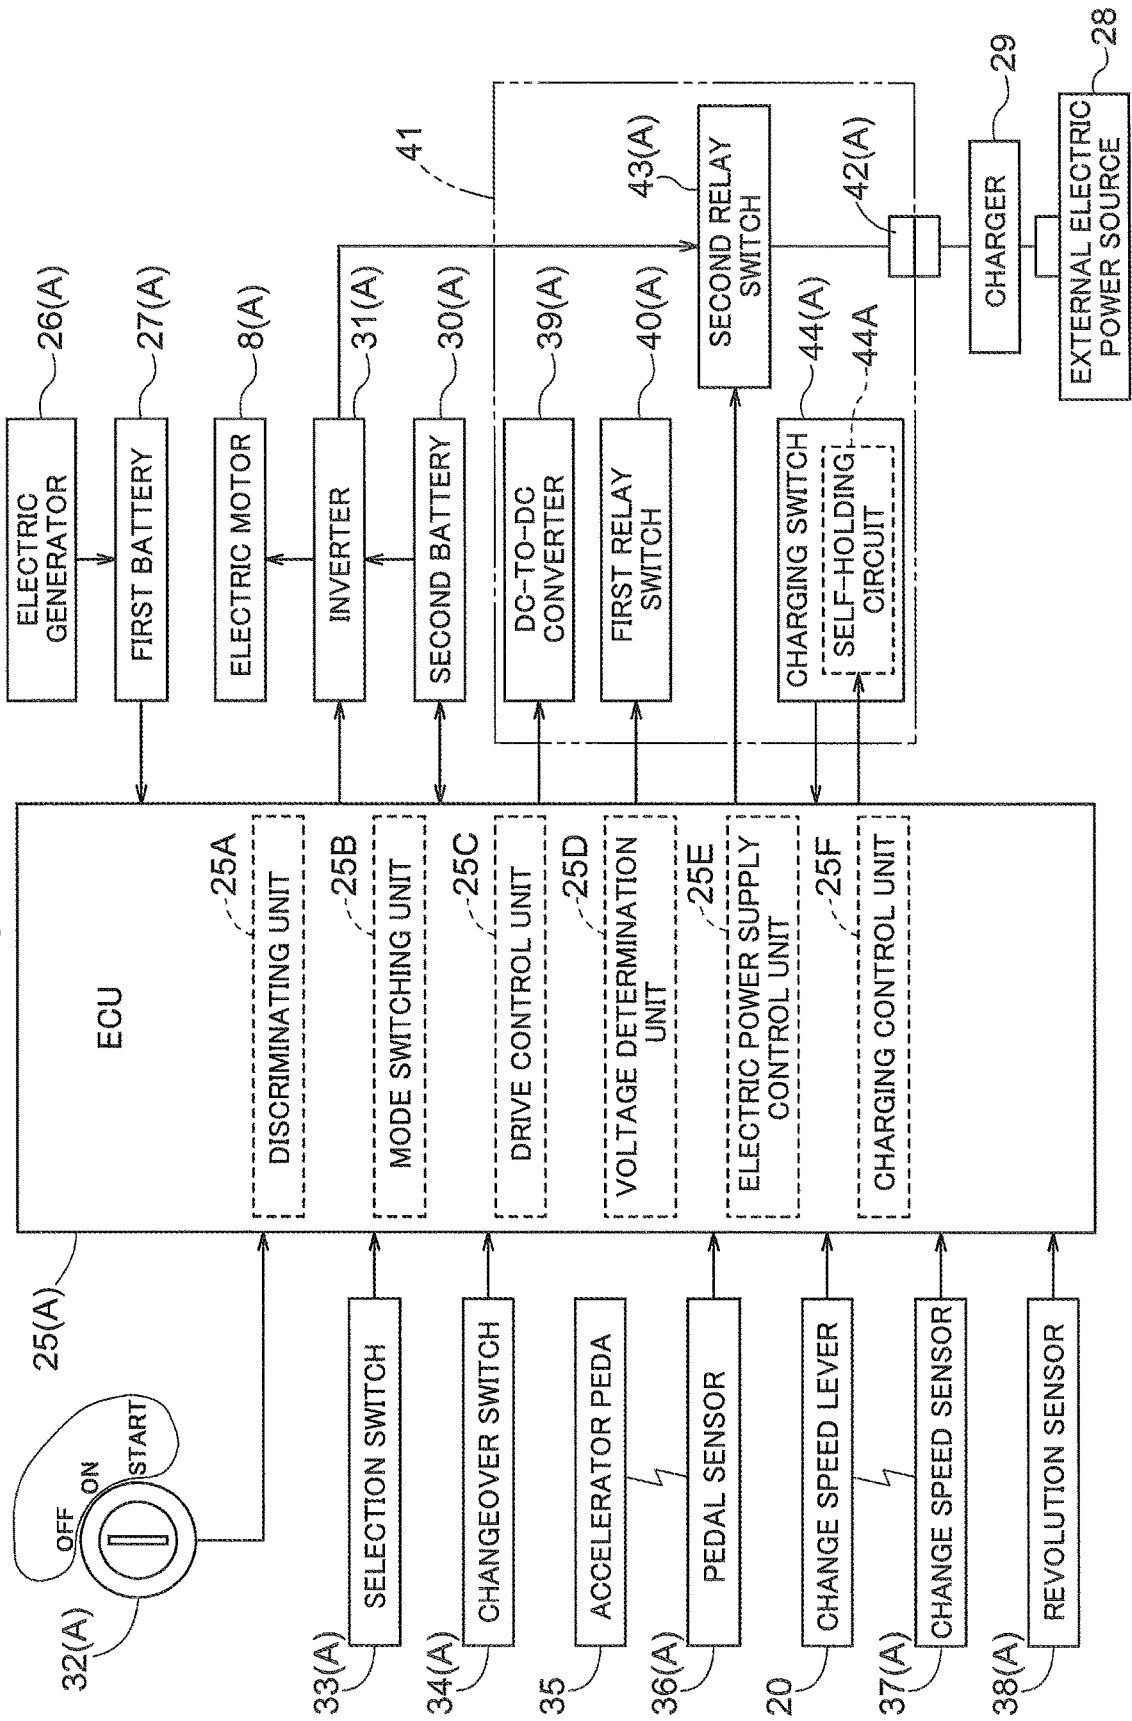 32(A)
OFF
ON
START
25(A)
33(A)
SELECTION SWITCH
34(A)
CHANGEOVER SWITCH
35
ACCELERATOR PEDA
36(A)
PEDAL SENSOR
20
CHANGE SPEED LEVER
37(A)
CHANGE SPEED SENSOR
38(A)
REVOLUTION SENSOR
ECU
25A
DISCRIMINATING UNIT
25B
MODE SWITCHING UNIT
25C
DRIVE CONTROL UNIT
25D
VOLTAGE DETERMINATION
UNIT
25E
ELECTRIC POWER SUPPLY
CONTROL UNIT
25F
CHARGING CONTROL UNIT
ELECTRIC
GENERATOR
26(A)
FIRST BATTERY
27(A)
ELECTRIC MOTOR
8(A)
INVERTER
31(A)
SECOND BATTERY
30(A)
41
DC-TO-DC
CONVERTER
39(A)
FIRST RELAY
SWITCH
40(A)
SECOND RELAY
SWITCH
43(A)
CHARGING SWITCH
44(A)
SELF-HOLDING
CIRCUIT
44A
42(A)
CHARGER
29
EXTERNAL ELECTRIC
POWER SOURCE
28